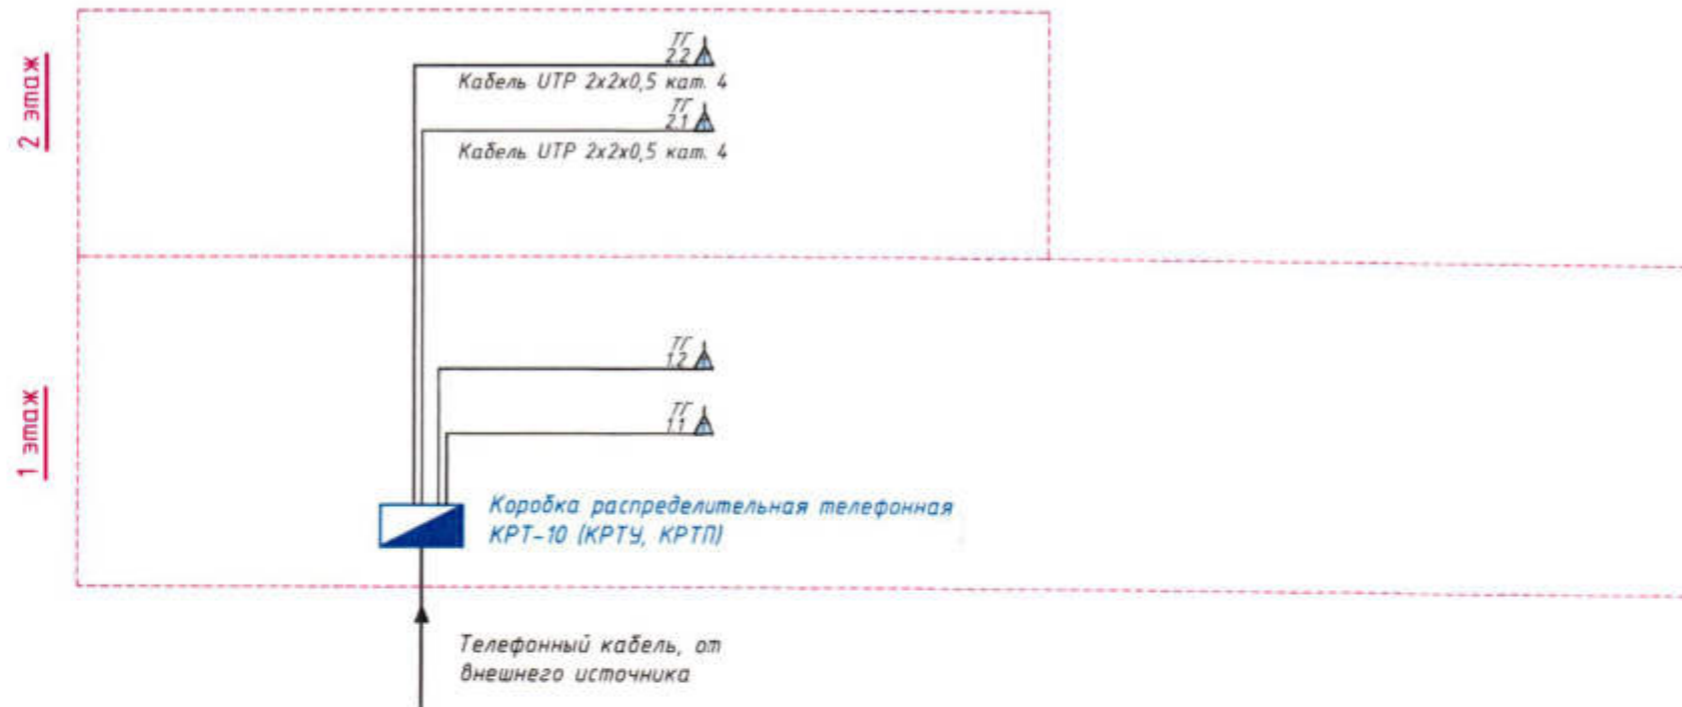 2 этаж
ТГ
2.2
Кабель UTP 2x2x0,5 кат. 4
ТГ
2.1
Кабель UTP 2x2x0,5 кат. 4
1 этаж
ТГ
1.2
ТГ
1.1
Коробка распределительная телефонная
КРТ-10 (КРТУ, КРТП)
Телефонный кабель, от
внешнего источника